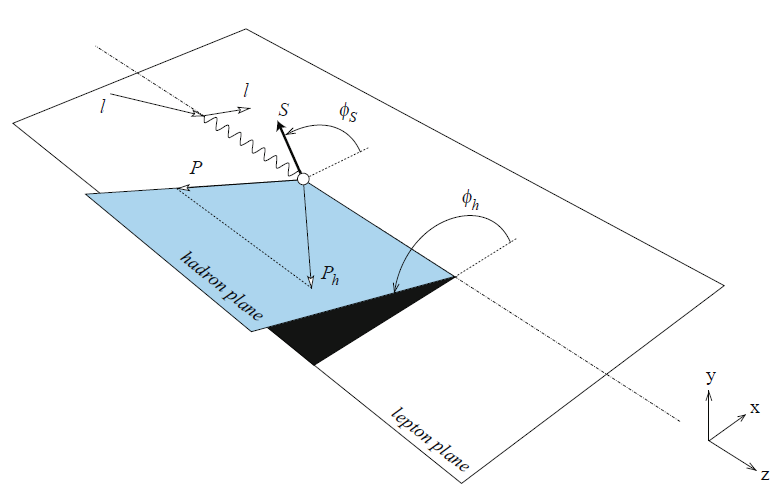 l
l
S
ϕS
P
ϕh
Ph
hadron plane
lepton plane
y
x
z